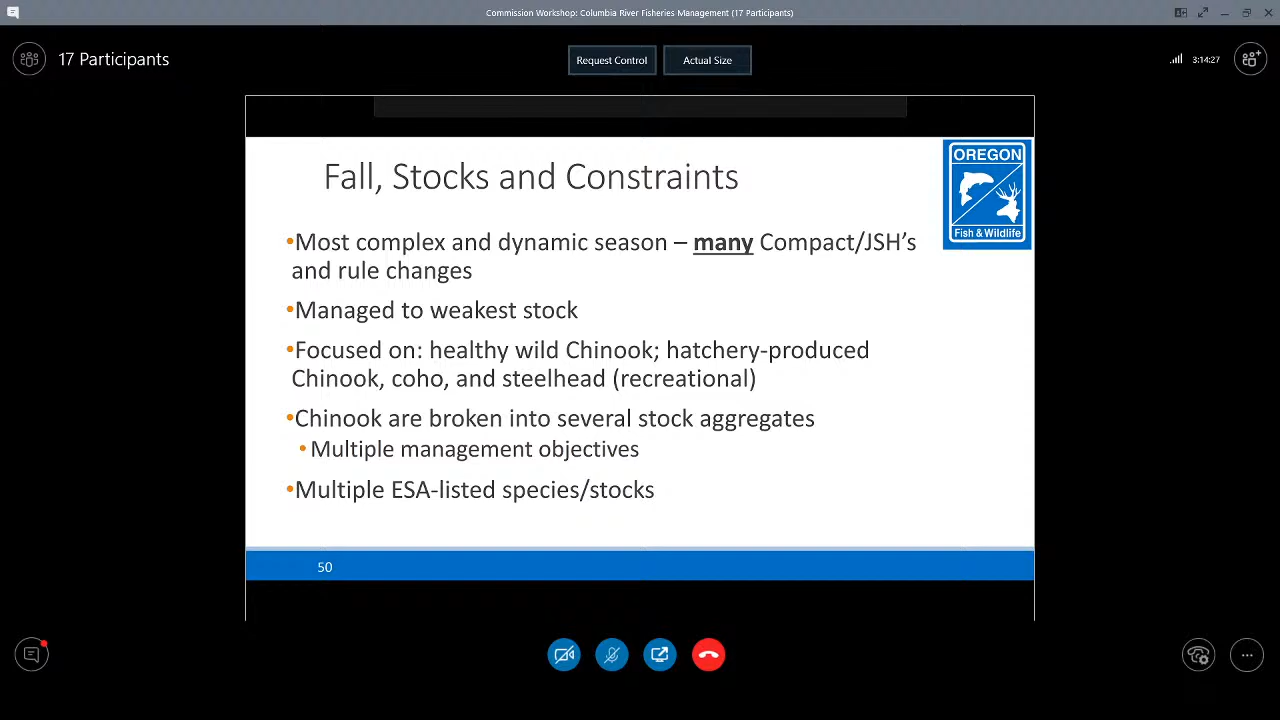 Commission Workshop: Columbia River Fisheries Management (17 Participants)
17 Participants
Request Control
Actual Size
3:14:27
Fall, Stocks and Constraints
OREGON
Fish & Wildlife
•Most complex and dynamic season – many Compact/JSH's
and rule changes
•Managed to weakest stock
•Focused on: healthy wild Chinook; hatchery-produced
Chinook, coho, and steelhead (recreational)
•Chinook are broken into several stock aggregates
•Multiple management objectives
•Multiple ESA-listed species/stocks
50